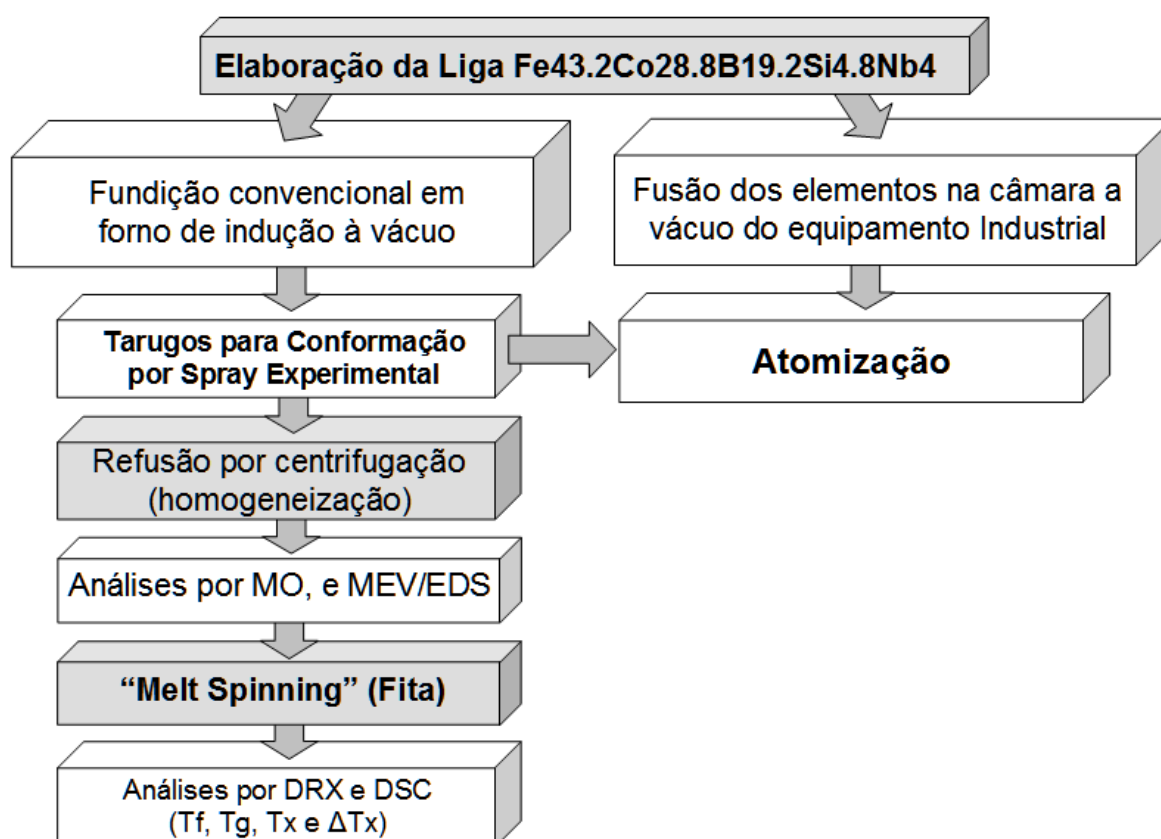 Elaboração da Liga Fe43.2Co28.8B19.2Si4.8Nb4
Fundição convencional em
forno de indução à vácuo
Fusão dos elementos na câmara a
vácuo do equipamento Industrial
Tarugos para Conformação
por Spray Experimental
Atomização
Refusão por centrifugação
(homogeneização)
Análises por MO, e MEV/EDS
“Melt Spinning” (Fita)
Análises por DRX e DSC
(Tf, Tg, Tx e ΔTx)